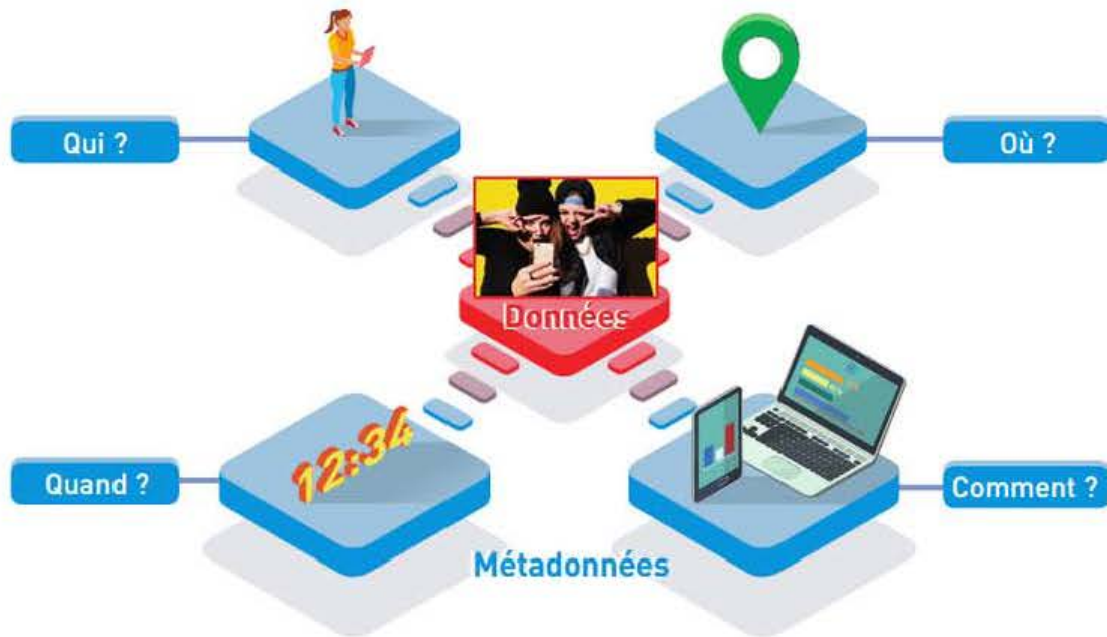 Qui ?
Où ?
Données
12:34
Quand ?
Comment ?
Métadonnées